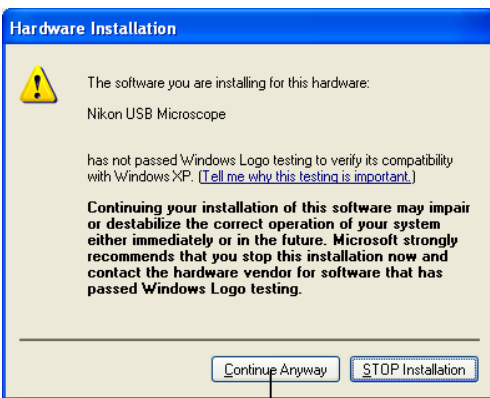 Hardware Installation
The software you are installing for this hardware:
Nikon USB Microscope
has not passed Windows Logo testing to verify its compatibility
with Windows XP. (Tell me why this testing is important.)
Continuing your installation of this software may impair
or destabilize the correct operation of your system
either immediately or in the future. Microsoft strongly
recommends that you stop this installation now and
contact the hardware vendor for software that has
passed Windows Logo testing.
Continue Anyway
STOP Installation